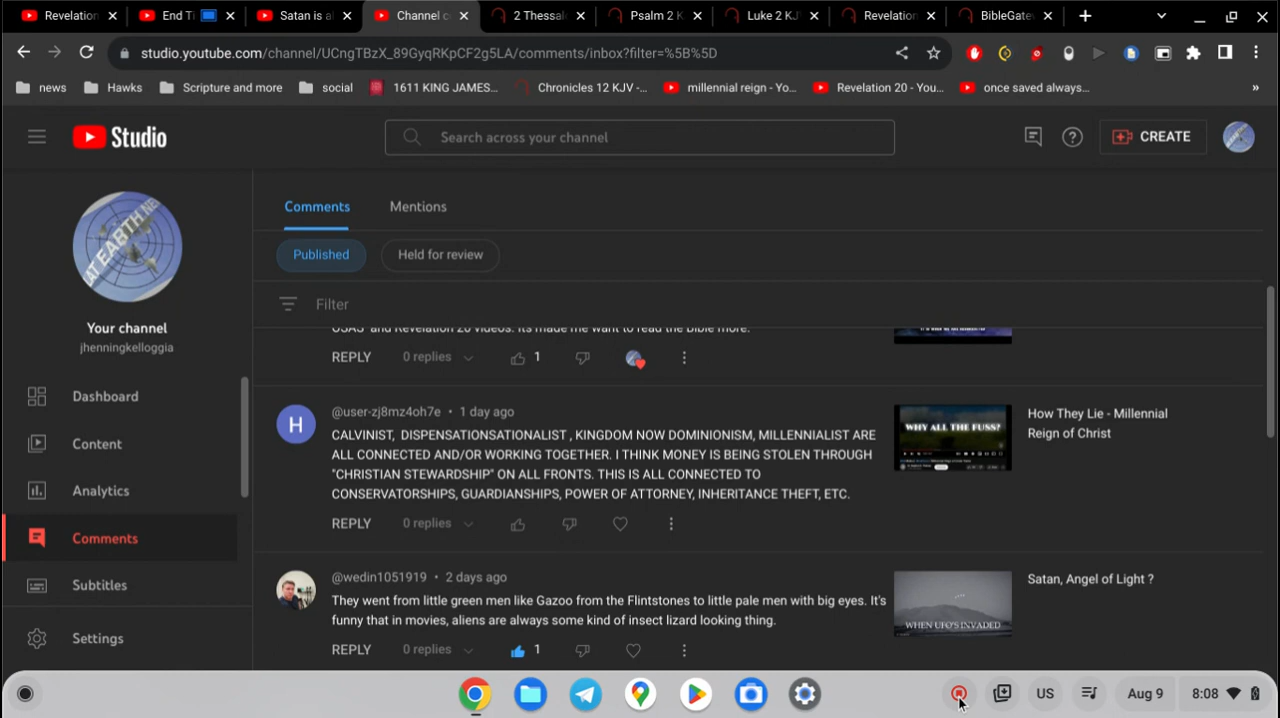 Revelati
End Ti
Satan is a
Channel c
2 Thessal
Psalm 2 K
Luke 2 KJ
Revelation
BibleGate
studio.youtube.com/channel/UCngTBzX_89GyqRKpCF2g5LA/comments/inbox?filter=%5B%5D
news
Hawks
Scripture and more
social
1611 KING JAMES...
Chronicles 12 KJV -...
millennial reign - Yo...
Revelation 20 - You...
once saved always...
»
Studio
Search across your channel
CREATE
Your channel
jhenningkelloggia
Dashboard
Content
Analytics
Comments
Subtitles
Settings
Comments
Mentions
Published
Held for review
Filter
and Revelation 20 videos. Its made me want to read the Bible more.
REPLY
0 replies
1
H
@user-zj8mz4oh7e • 1 day ago
CALVINIST, DISPENSATIONSATIONALIST , KINGDOM NOW DOMINIONISM, MILLENNIALIST ARE
ALL CONNECTED AND/OR WORKING TOGETHER. I THINK MONEY IS BEING STOLEN THROUGH
"CHRISTIAN STEWARDSHIP" ON ALL FRONTS. THIS IS ALL CONNECTED TO
CONSERVATORSHIPS, GUARDIANSHIPS, POWER OF ATTORNEY, INHERITANCE THEFT, ETC.
REPLY
0 replies
WHY ALL THE FUSS?
How They Lie - Millennial
Reign of Christ
@wedin1051919 • 2 days ago
They went from little green men like Gazoo from the Flintstones to little pale men with big eyes. It's
funny that in movies, aliens are always some kind of insect lizard looking thing.
REPLY
0 replies
1
WHEN UFO'S INVADED
Satan, Angel of Light ?
US
Aug 9
8:08